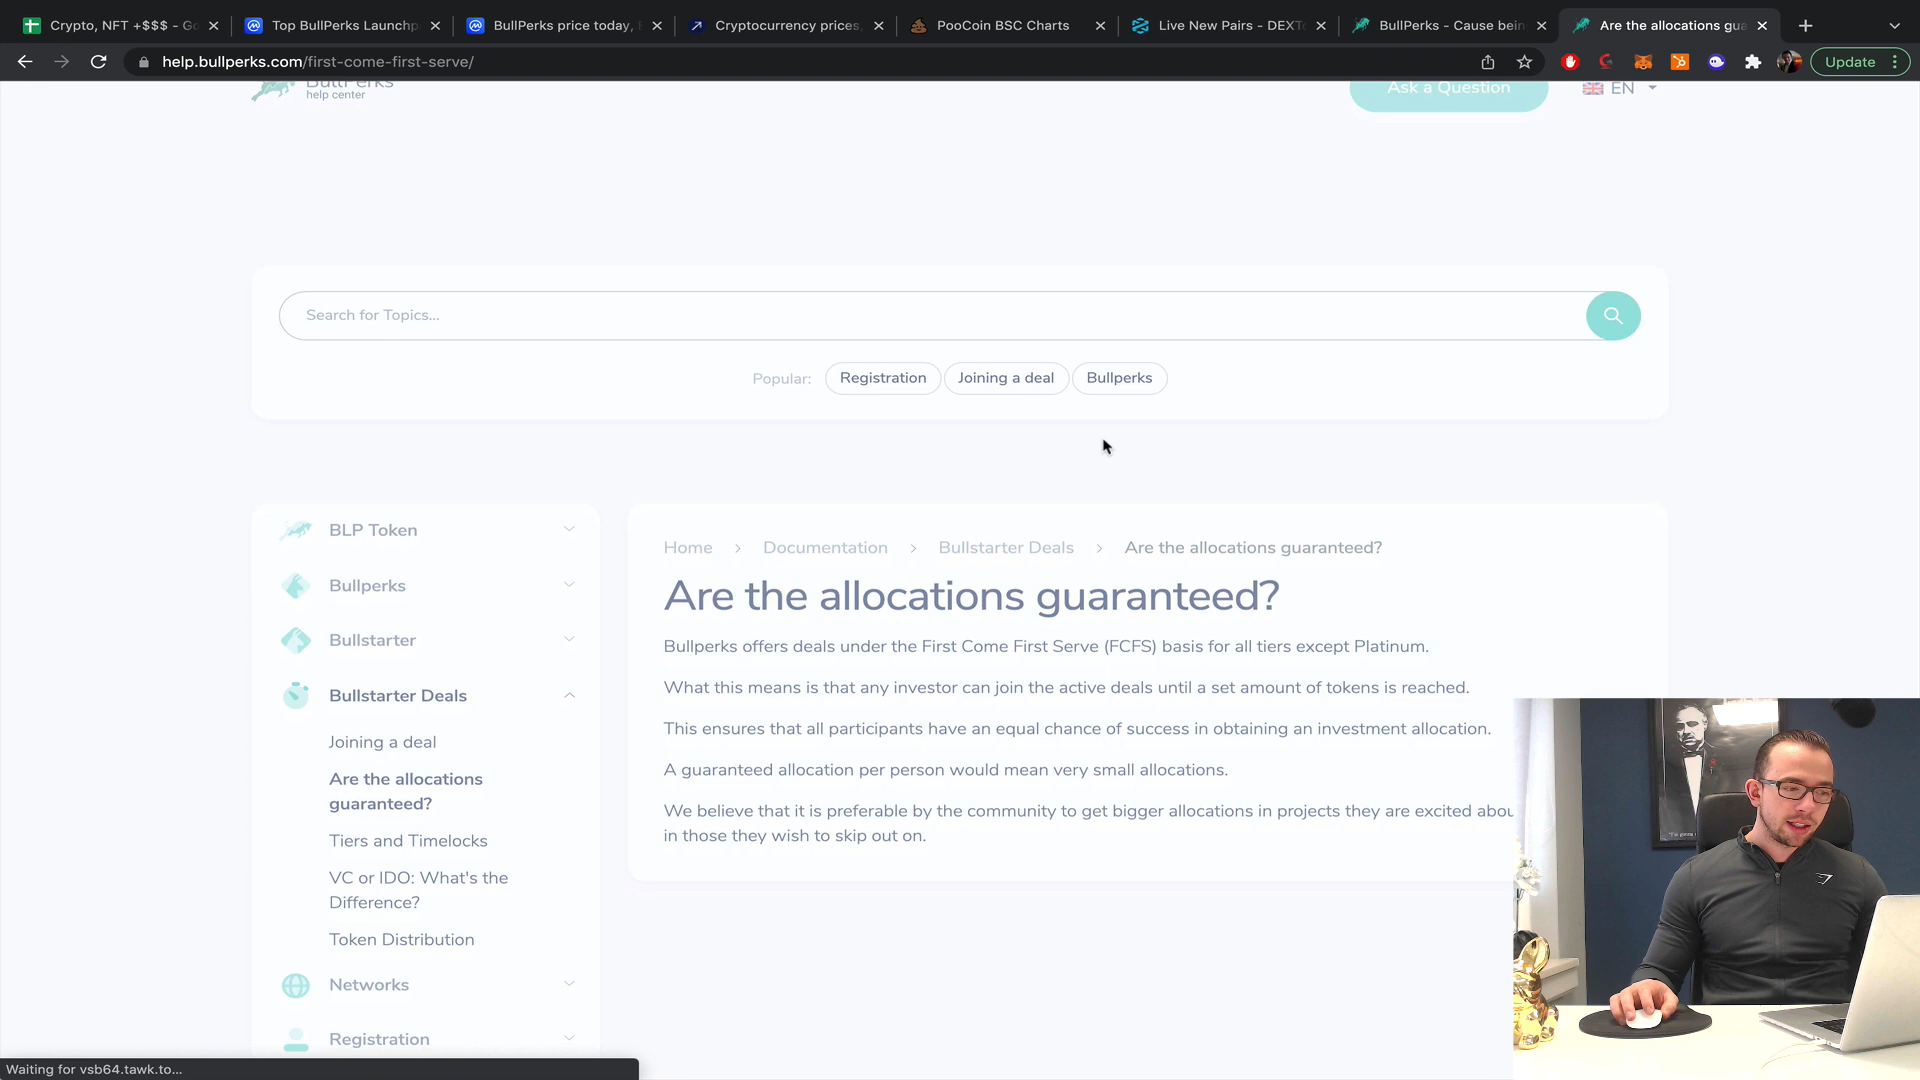 Crypto, NFT +$$$ - Go
Top BullPerks Launchp
BullPerks price today,
Cryptocurrency prices,
PooCoin BSC Charts
Live New Pairs - DEXTo
BullPerks - Cause bein
Are the allocations gua
help.bullperks.com/first-come-first-serve/
Update
BullPerks
help center
Ask a Question
EN
Search for Topics...
Popular:
Registration
Joining a deal
Bullperks
BLP Token
Bullperks
Bullstarter
Bullstarter Deals
Joining a deal
Are the allocations
guaranteed?
Tiers and Timelocks
VC or IDO: What's the
Difference?
Token Distribution
Networks
Registration
Home > Documentation > Bullstarter Deals > Are the allocations guaranteed?
Are the allocations guaranteed?
Bullperks offers deals under the First Come First Serve (FCFS) basis for all tiers except Platinum.
What this means is that any investor can join the active deals until a set amount of tokens is reached.
This ensures that all participants have an equal chance of success in obtaining an investment allocation.
A guaranteed allocation per person would mean very small allocations.
We believe that it is preferable by the community to get bigger allocations in projects they are excited abou
in those they wish to skip out on.
Waiting for vsb64.tawk.to...